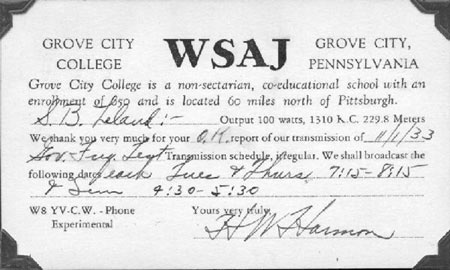 GROVE CITY COLLEGE WSAJ GROVE CITY, PENNSYLVANIA
Grove City College is a non-sectarian, co-educational school with an
enrollment of 850 and is located 60 miles north of Pittsburgh.
S. B. Leland:- Output 100 watts, 1310 K.C. 229.8 Meters
We thank you very much for your O.K. report of our transmission of 11/1/33
Transmission schedule, irregular. We shall broadcast the
following dates, each Tues & Thurs, 7:15-8:15
& Sun 4:30-5:30
W8 YV-C.W. - Phone Yours very truly,
Experimental H W Harmon